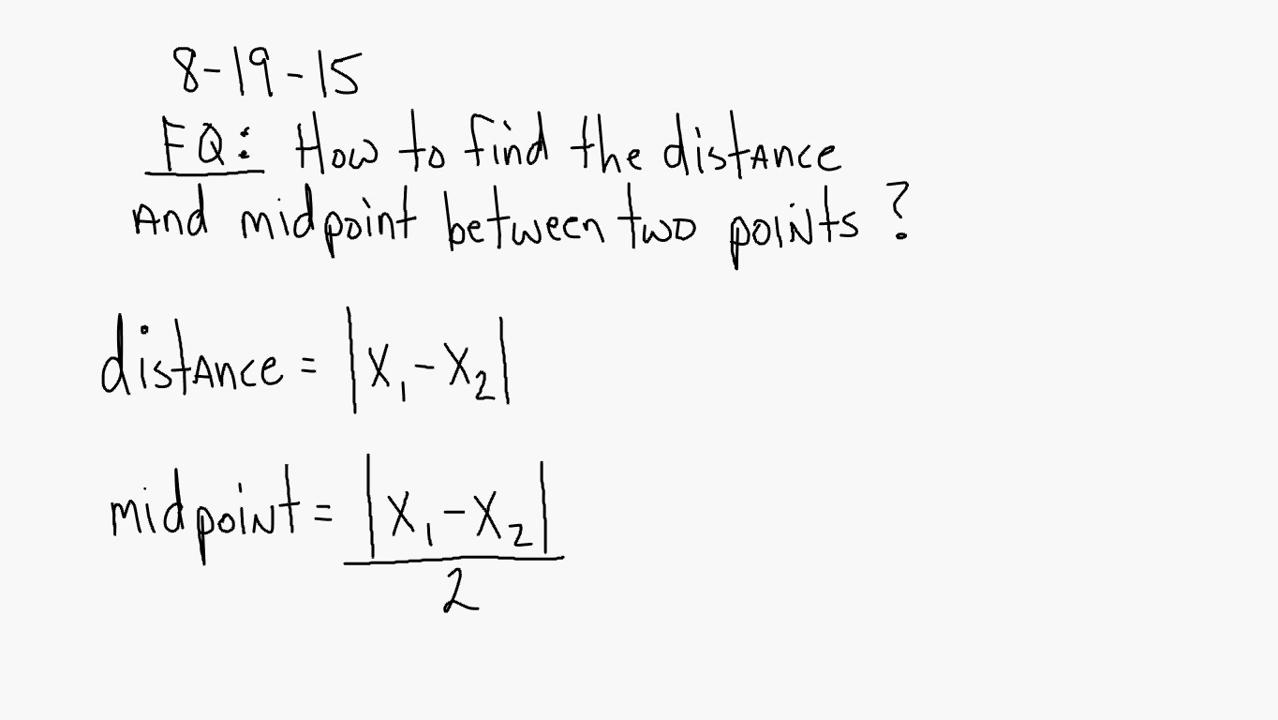 8-19-15
FQ: How to find the distance
and midpoint between two points?
distance = |x₁ - x₂|
midpoint = |x₁ - x₂|
2